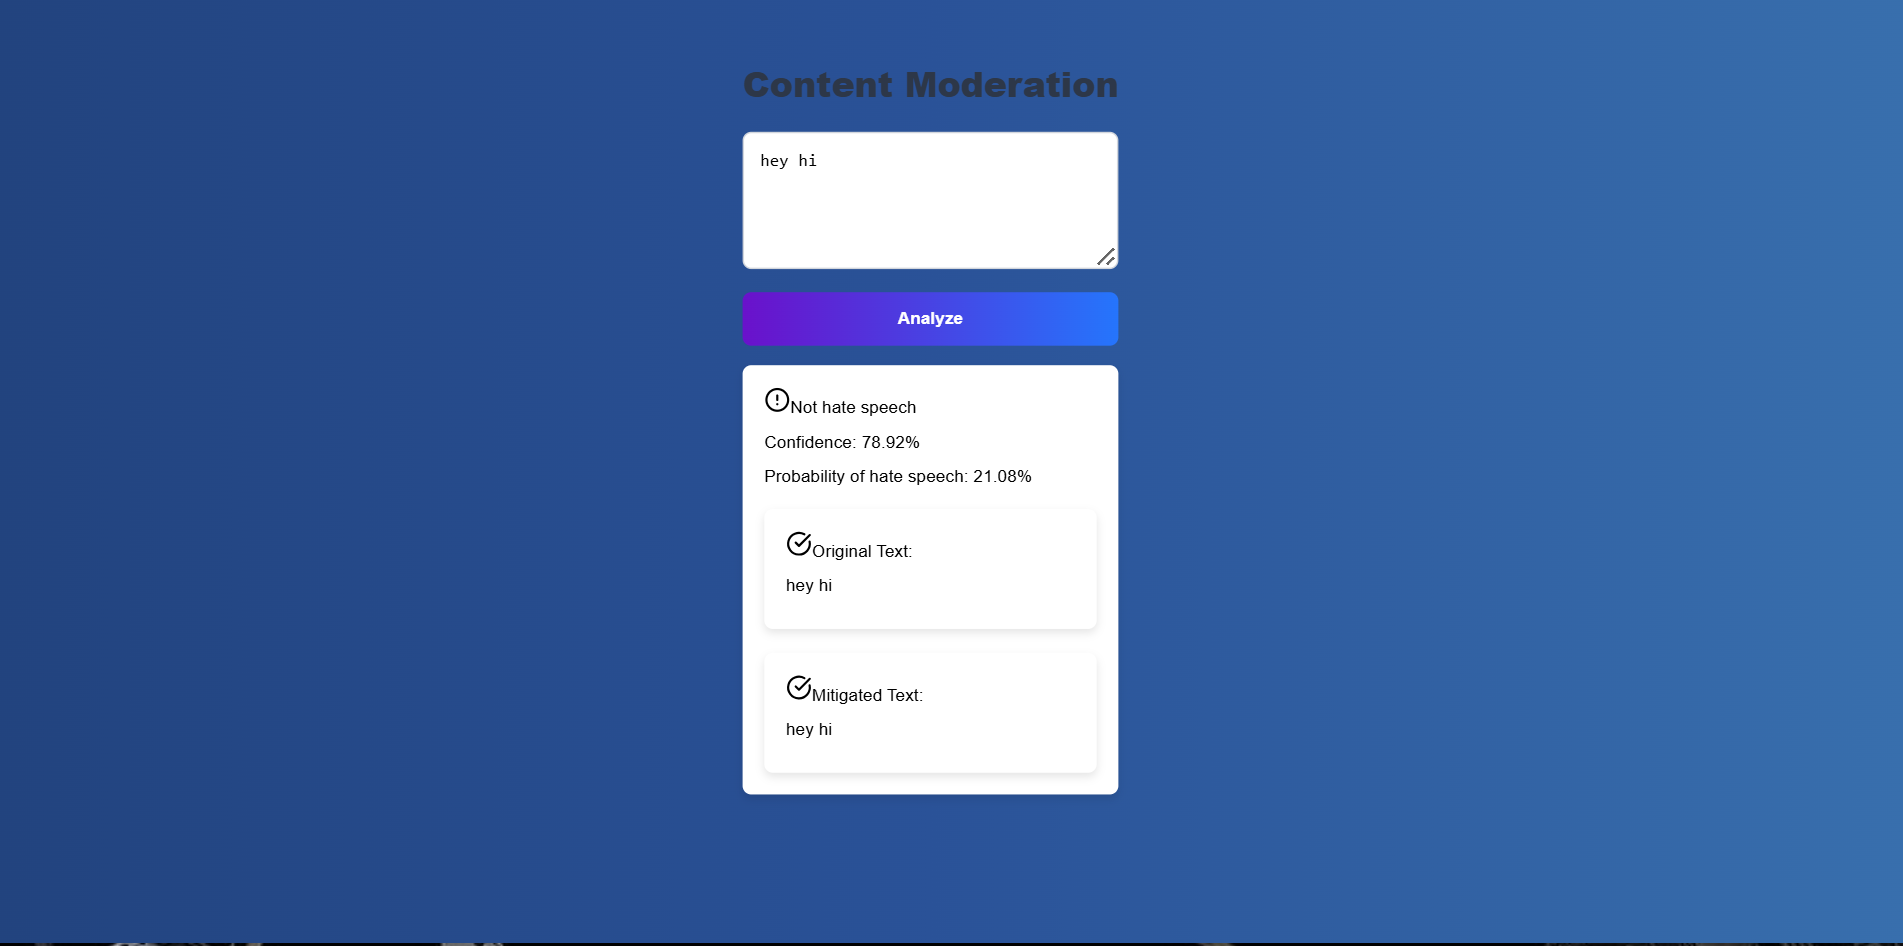 Content Moderation
hey hi
Analyze
Not hate speech
Confidence: 78.92%
Probability of hate speech: 21.08%
Original Text:
hey hi
Mitigated Text:
hey hi